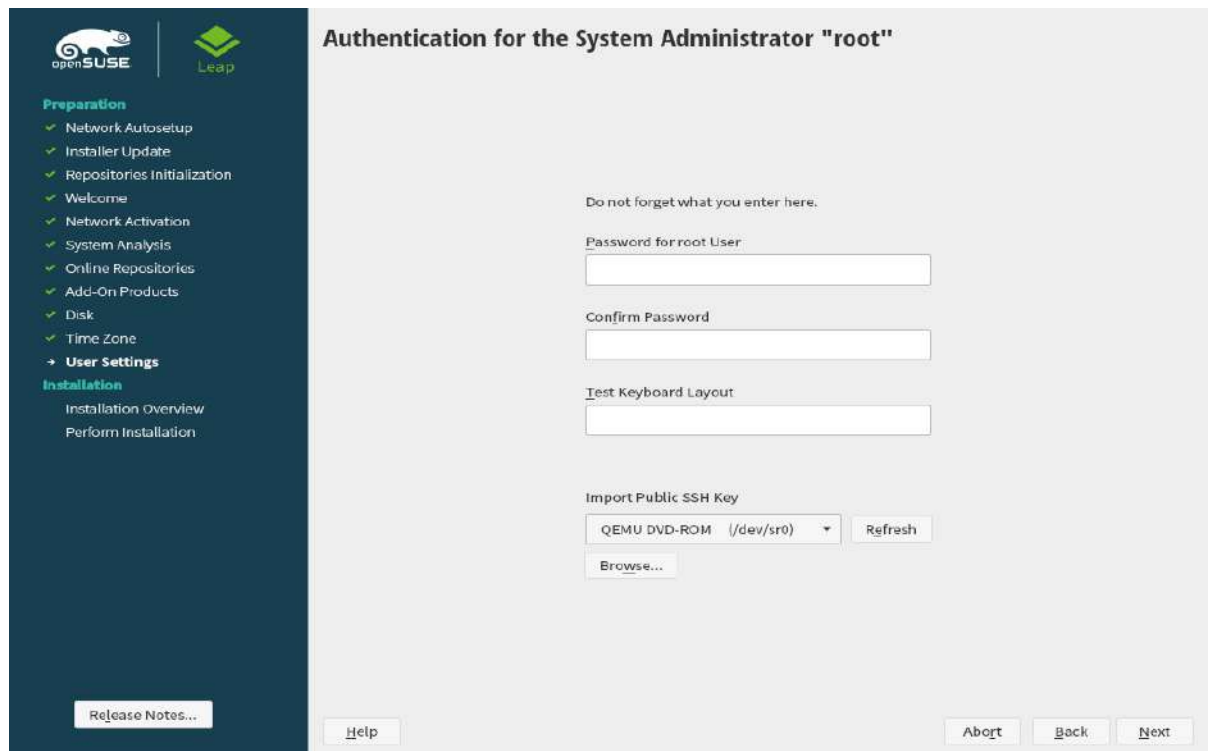 openSUSE
Leap
Preparation
Network Autosetup
Installer Update
Repositories Initialization
Welcome
Network Activation
System Analysis
Online Repositories
Add-On Products
Disk
Time Zone
User Settings
Installation
Installation Overview
Perform Installation
Release Notes...
Authentication for the System Administrator "root"
Do not forget what you enter here.
Password for root User
Confirm Password
Test Keyboard Layout
Import Public SSH Key
QEMU DVD-ROM (/dev/sr0) Refresh
Browse...
Help Abort Back Next